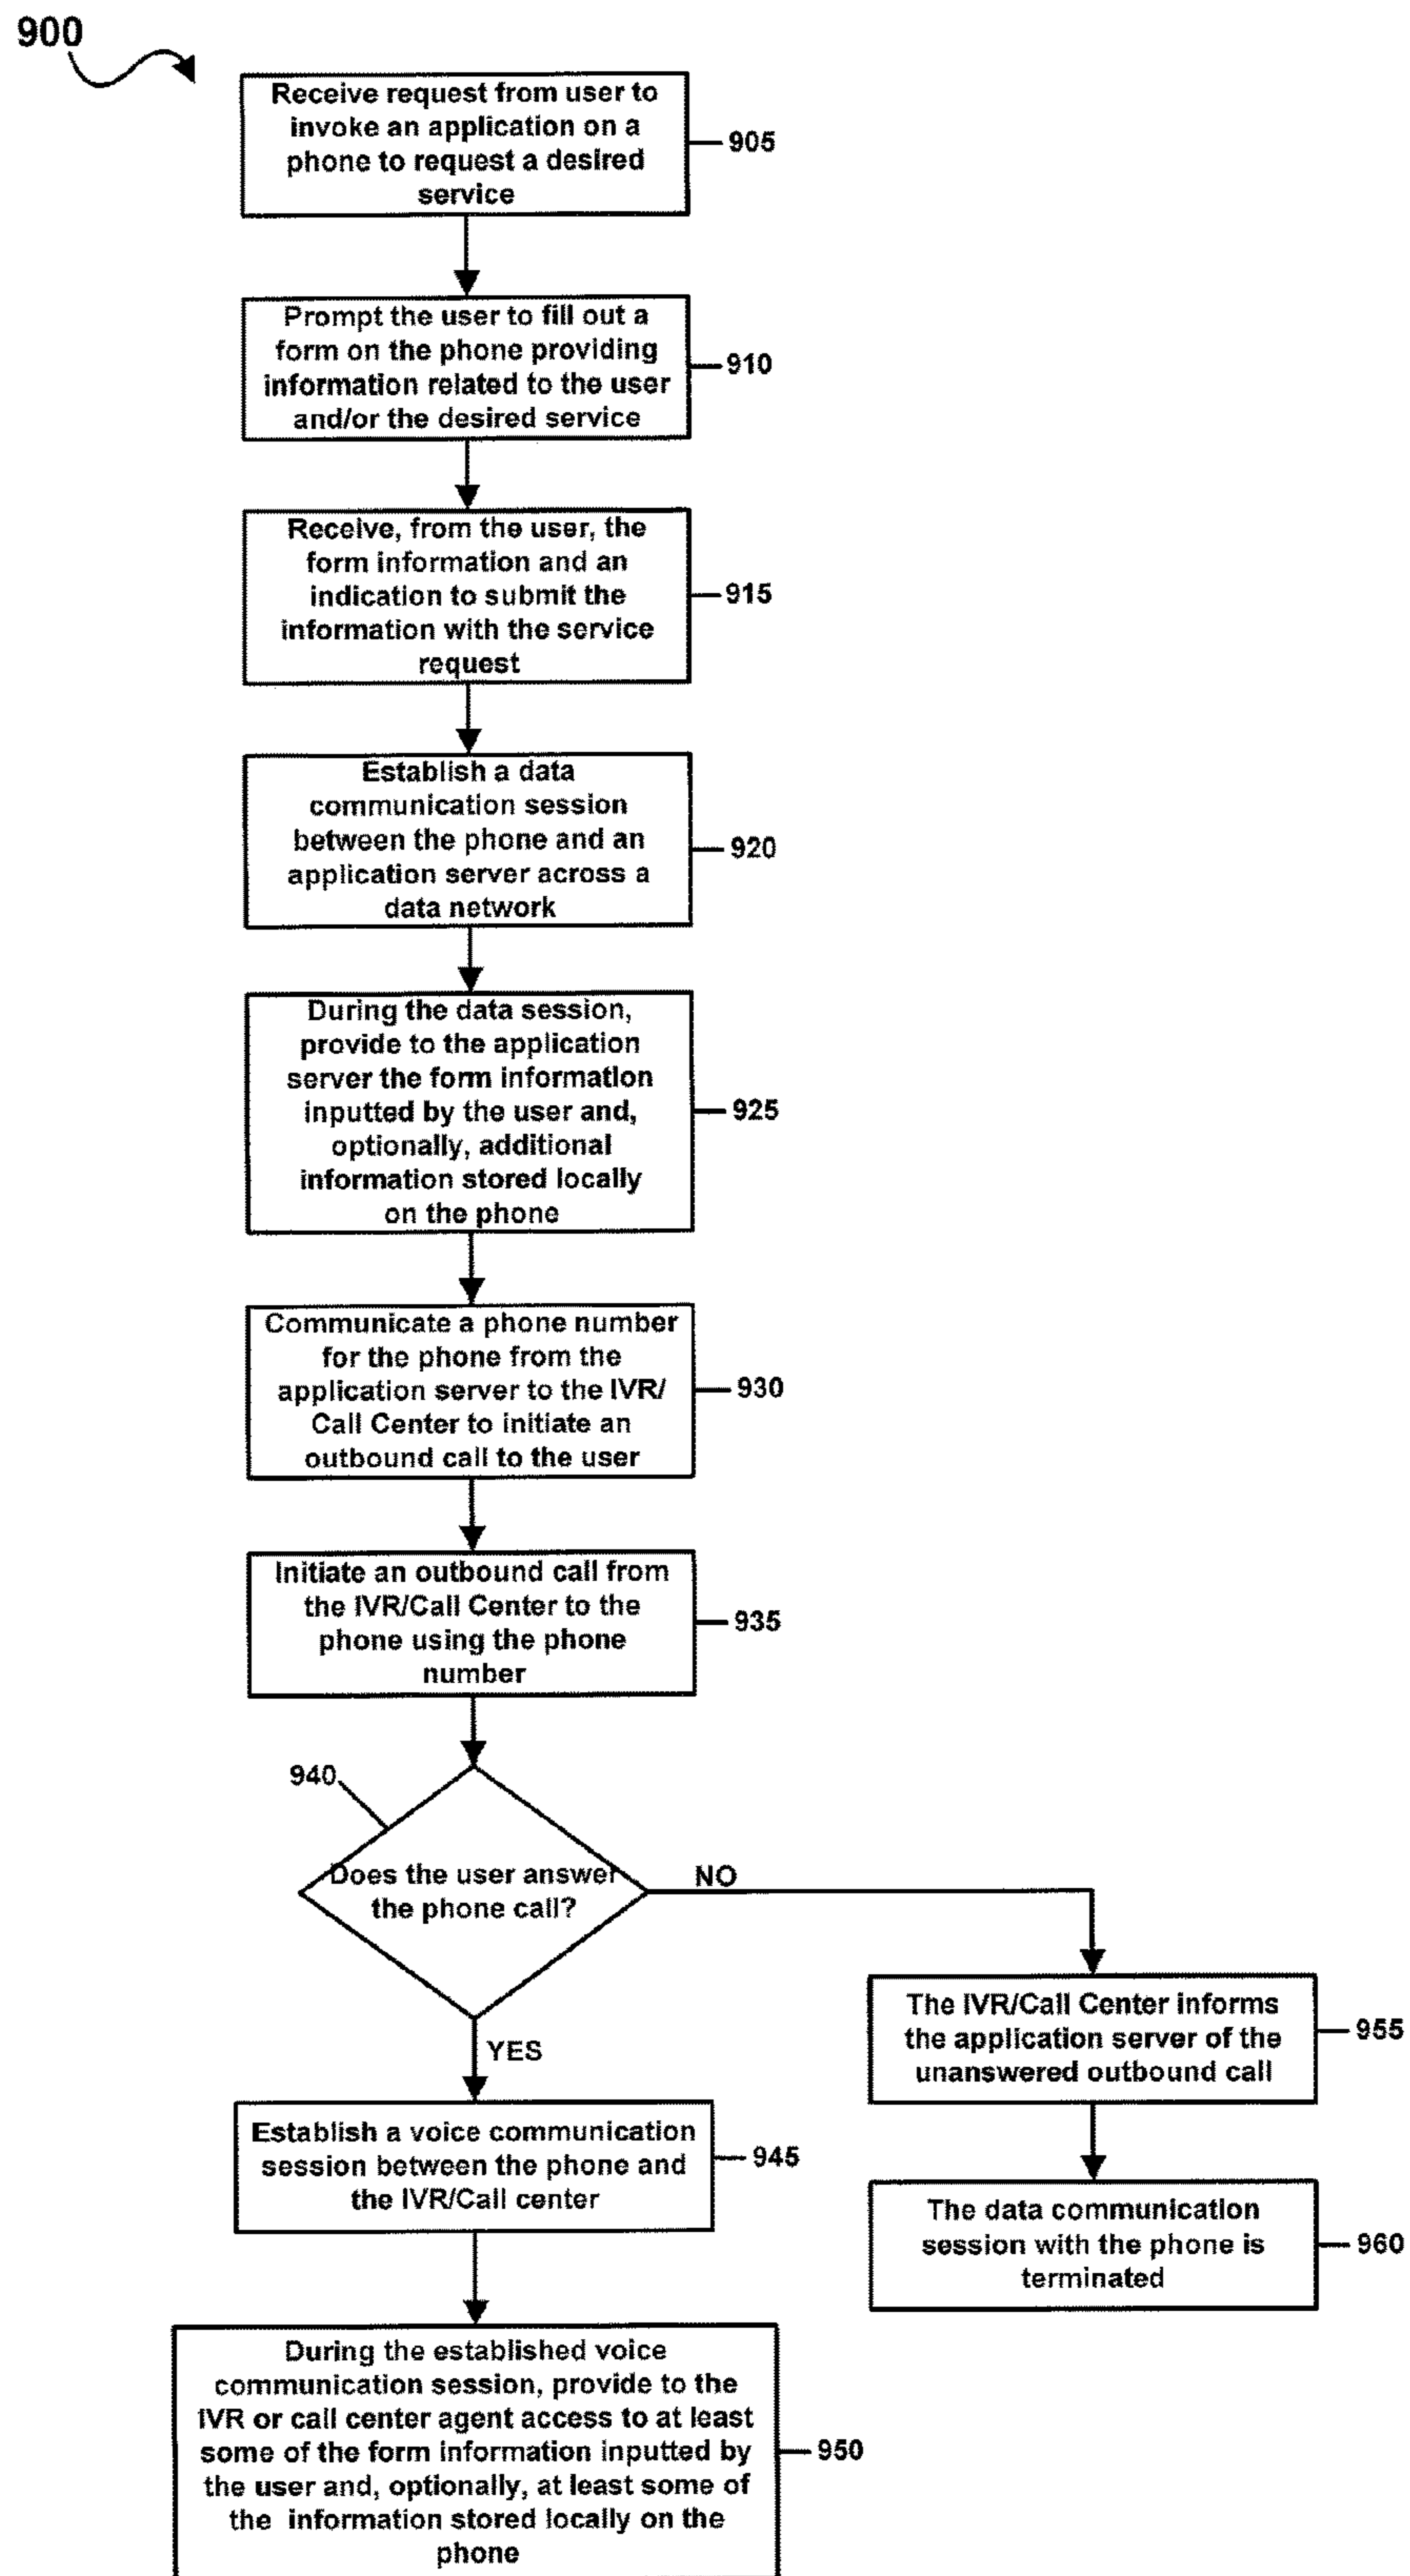 900
Receive request from user to
invoke an application on a
phone to request a desired
service
905
Prompt the user to fill out a
form on the phone providing
information related to the user
and/or the desired service
910
Receive, from the user, the
form information and an
indication to submit the
information with the service
request
915
Establish a data
communication session
between the phone and an
application server across a
data network
920
During the data session,
provide to the application
server the form information
inputted by the user and,
optionally, additional
information stored locally
on the phone
925
Communicate a phone number
for the phone from the
application server to the IVR/
Call Center to initiate an
outbound call to the user
930
Initiate an outbound call from
the IVR/Call Center to the
phone using the phone
number
935
940
Does the user answer
the phone call?
NO
YES
The IVR/Call Center informs
the application server of the
unanswered outbound call
955
Establish a voice communication
session between the phone and
the IVR/Call center
945
The data communication
session with the phone is
terminated
960
During the established voice
communication session, provide to the
IVR or call center agent access to at least
some of the form information inputted by
the user and, optionally, at least some of
the information stored locally on the
phone
950